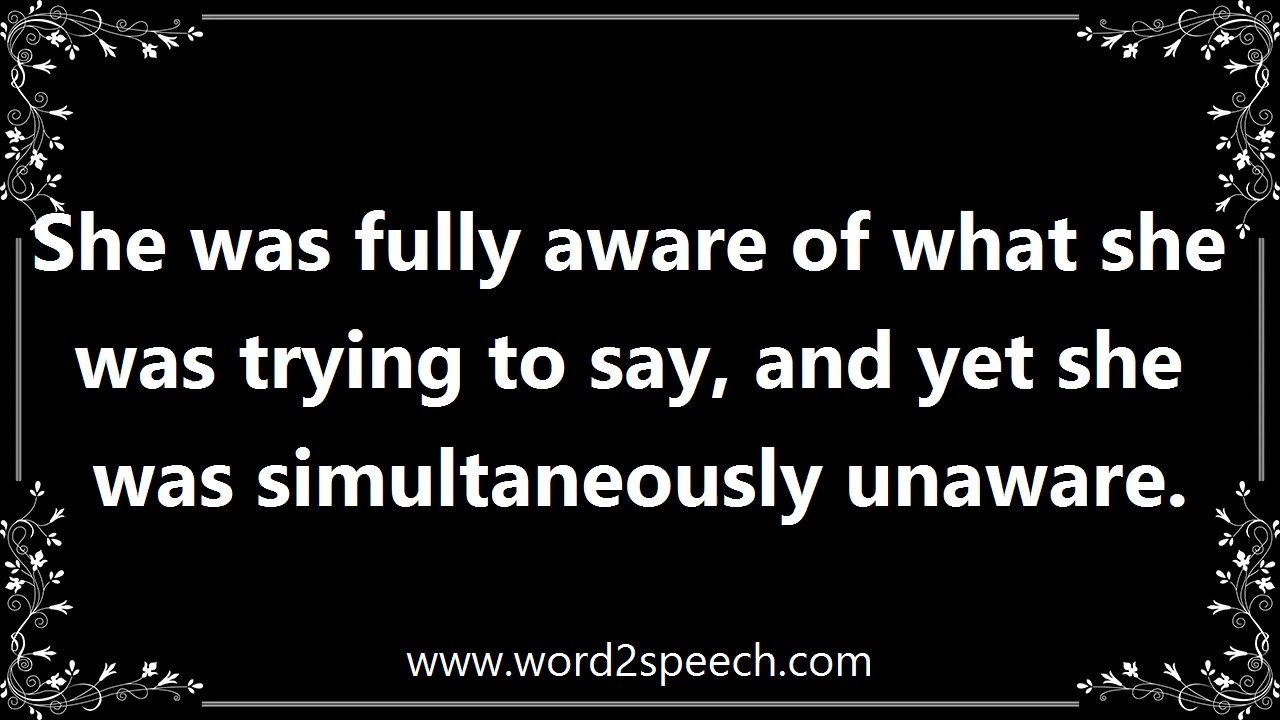 She was fully aware of what she
was trying to say, and yet she
was simultaneously unaware.
www.word2speech.com